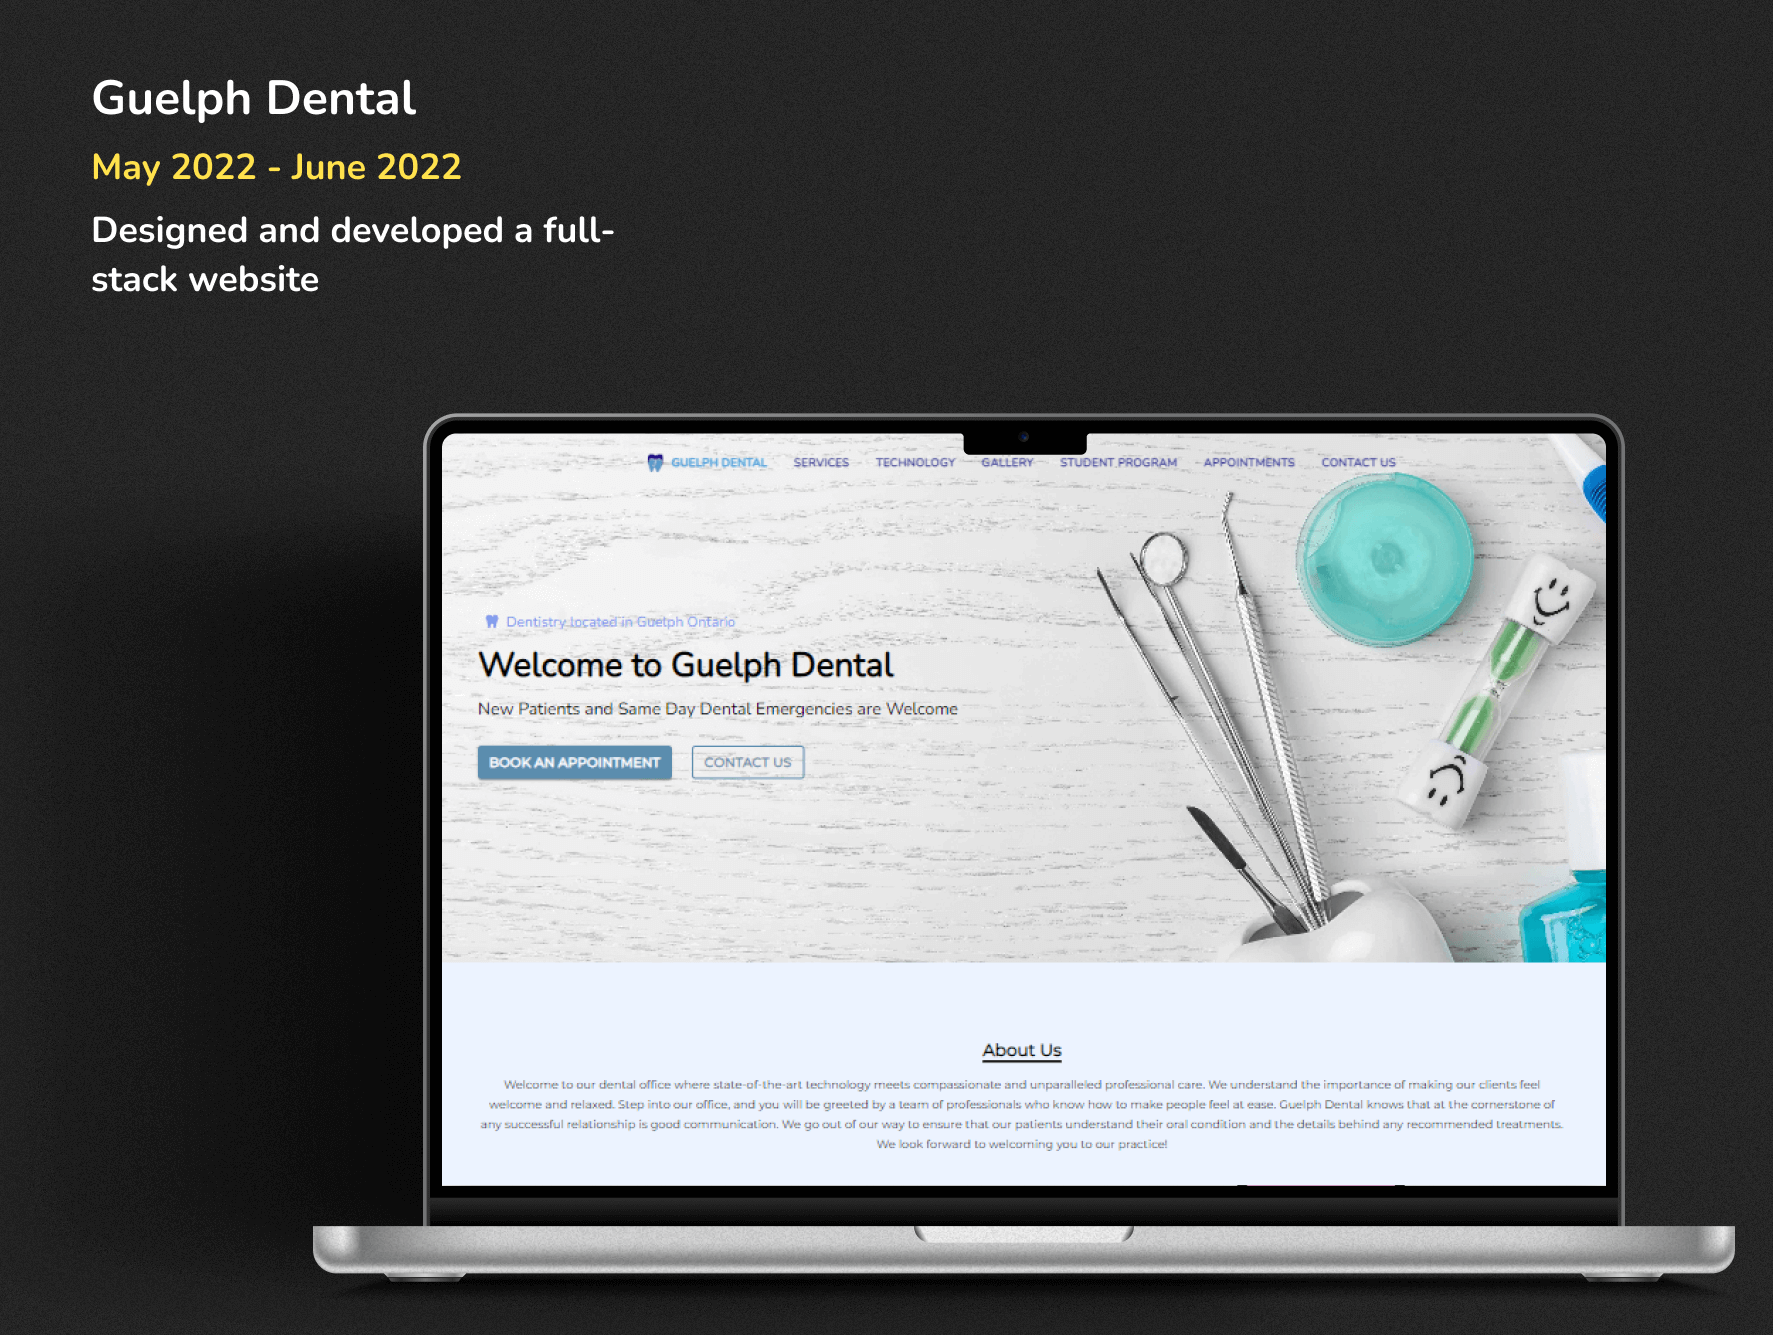 Guelph Dental
May 2022 - June 2022
Designed and developed a full-
stack website
GUELPH DENTAL SERVICES TECHNOLOGY GALLERY STUDENT PROGRAM APPOINTMENTS CONTACT US
Dentistry located in Guelph Ontario
Welcome to Guelph Dental
New Patients and Same Day Dental Emergencies are Welcome
BOOK AN APPOINTMENT CONTACT US
About Us
Welcome to our dental office where state-of-the-art technology meets compassionate and unparalleled professional care. We understand the importance of making our clients feel
welcome and relaxed. Step into our office, and you will be greeted by a team of professionals who know how to make people feel at ease. Guelph Dental knows that at the cornerstone of
any successful relationship is good communication. We go out of our way to ensure that our patients understand their oral condition and the details behind any recommended treatments.
We look forward to welcoming you to our practice!